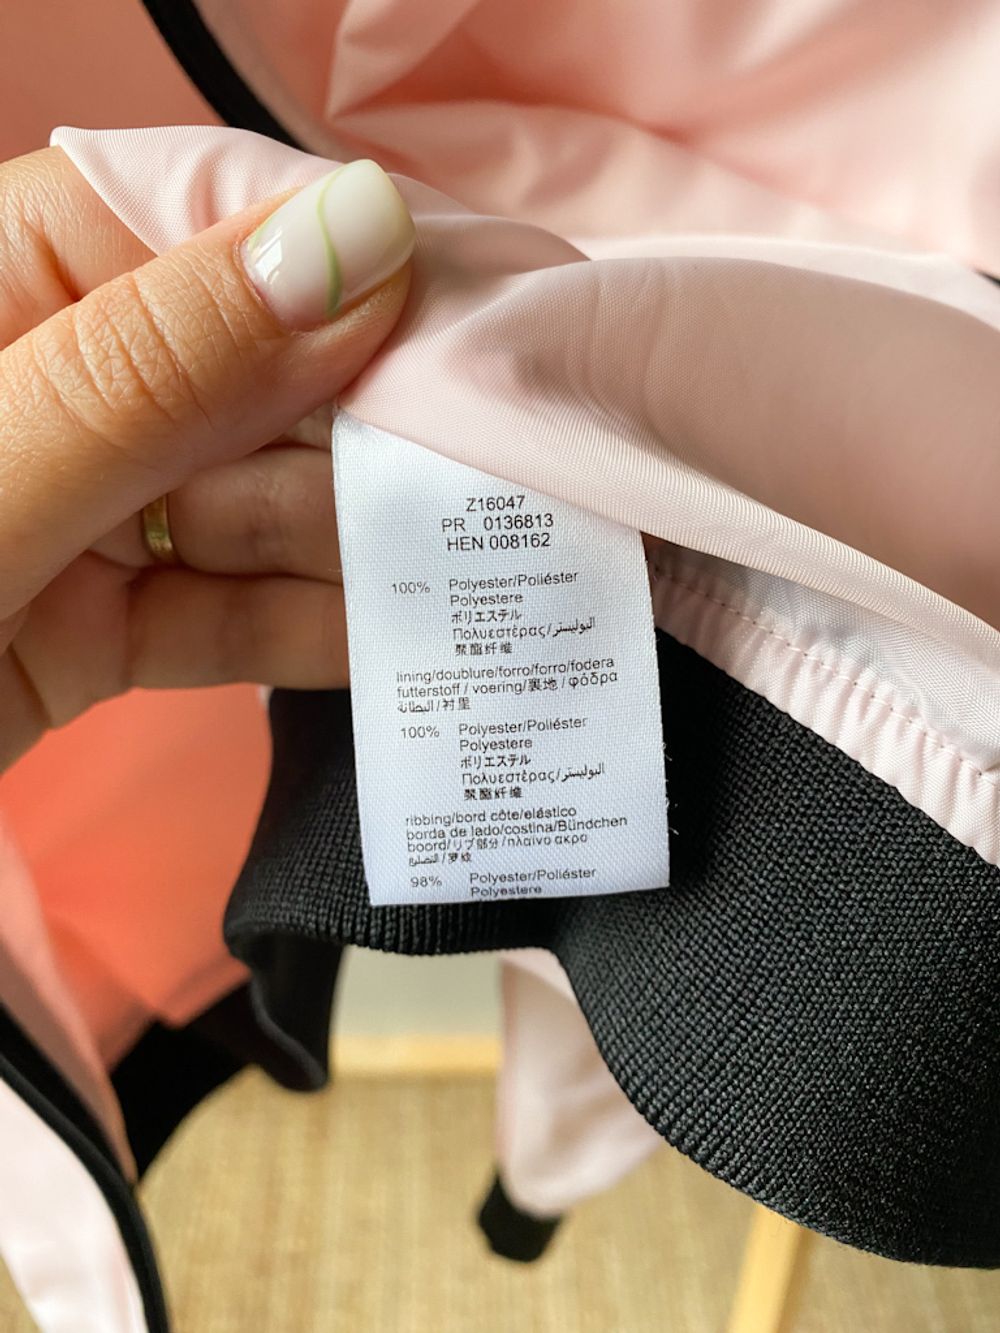 Z16047
PR 0136813
HEN 008162
100% Polyester/Poliéster
Polyestere
ポリエステル
Πολυεστέρας/البوليستر
聚酯纤维
lining/doublure/forro/forro/fodera
futterstoff / voering/裏地 / φόδρα
البطانة/衬里
100% Polyester/Poliéster
Polyestere
ポリエステル
Πολυεστέρας/البوليستر
聚酯纤维
ribbing/bord côte/elástico
borda de lado/costina/Bündchen
boord/リブ部分/πλαϊνο ακρο
التضليع/罗纹
98% Polyester/Poliéster
Polyestere